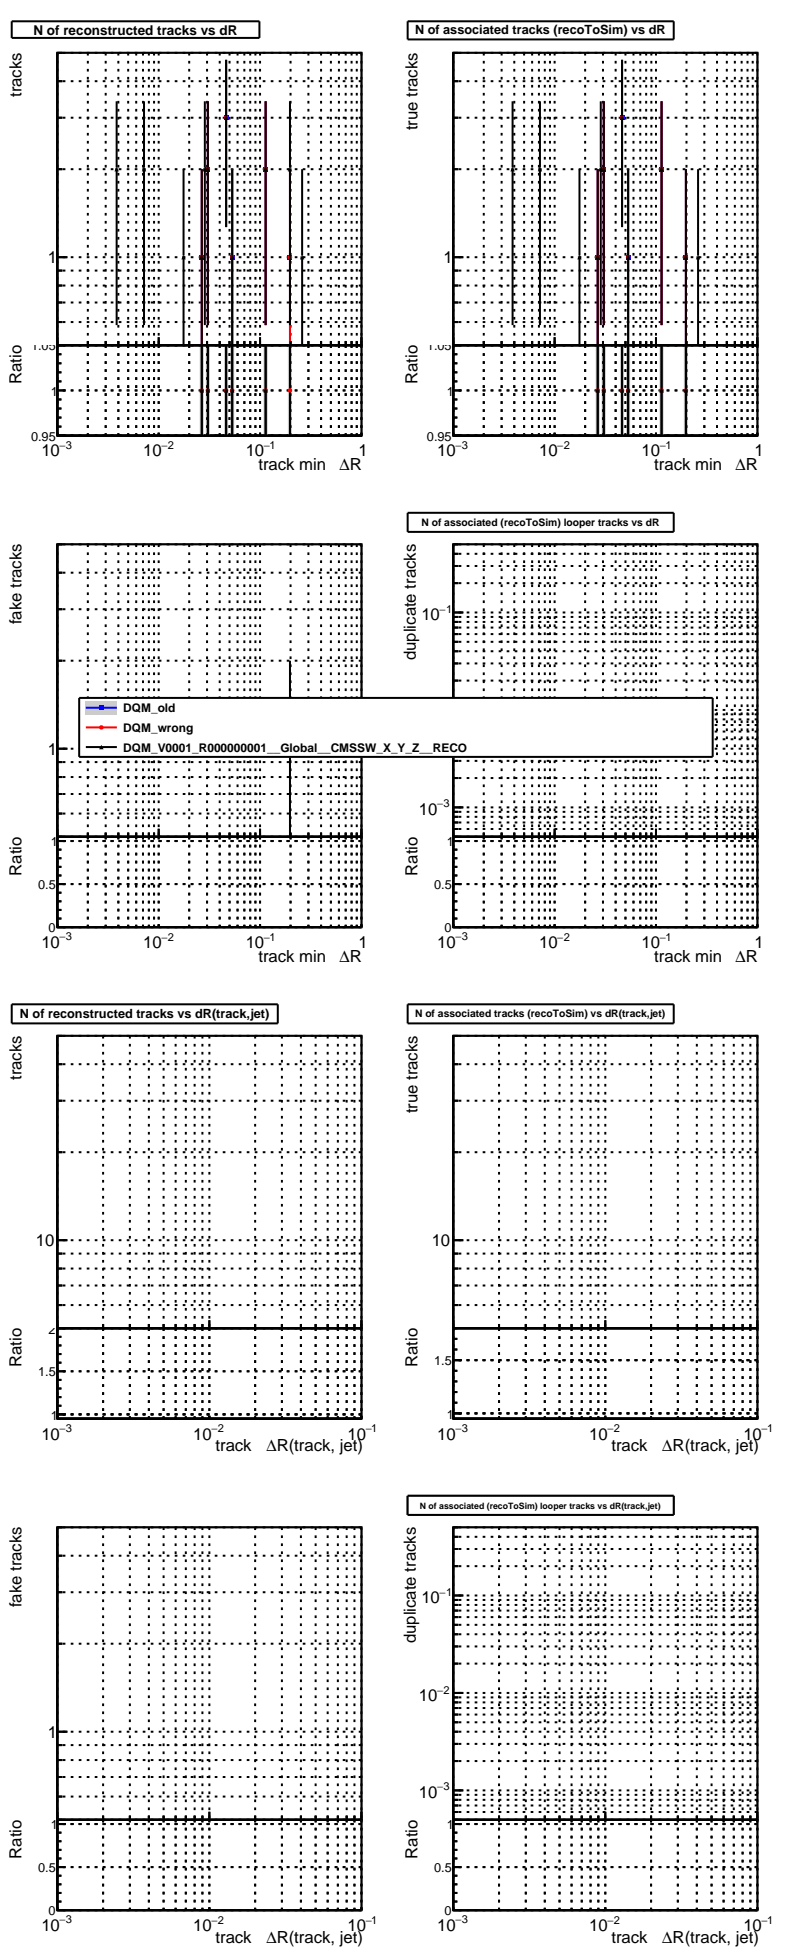 N of reconstructed tracks vs dR
tracks
1
1.05
Ratio
1
0.95
10−3
10−2
10−1
1
track min ΔR
N of associated tracks (recoToSim) vs dR
true tracks
1
1.05
Ratio
1
0.95
10−3
10−2
10−1
1
track min ΔR
fake tracks
1
Ratio
1
0.5
0
10−3
10−2
10−1
1
track min ΔR
N of associated (recoToSim) looper tracks vs dR
duplicate tracks
10−1
10−3
Ratio
1
0.5
0
10−3
10−2
10−1
1
track min ΔR
DQM_old
DQM_wrong
DQM_V0001_R000000001__Global__CMSSW_X_Y_Z__RECO
N of reconstructed tracks vs dR(track,jet)
tracks
10
2
Ratio
1.5
1
10−3
10−2
10−1
track ΔR(track, jet)
N of associated tracks (recoToSim) vs dR(track,jet)
true tracks
10
Ratio
1.5
1
10−3
10−2
10−1
track ΔR(track, jet)
fake tracks
1
Ratio
1
0.5
0
10−3
10−2
10−1
track ΔR(track, jet)
N of associated (recoToSim) looper tracks vs dR(track,jet)
duplicate tracks
10−1
10−2
10−3
Ratio
1
0.5
0
10−3
10−2
10−1
track ΔR(track, jet)